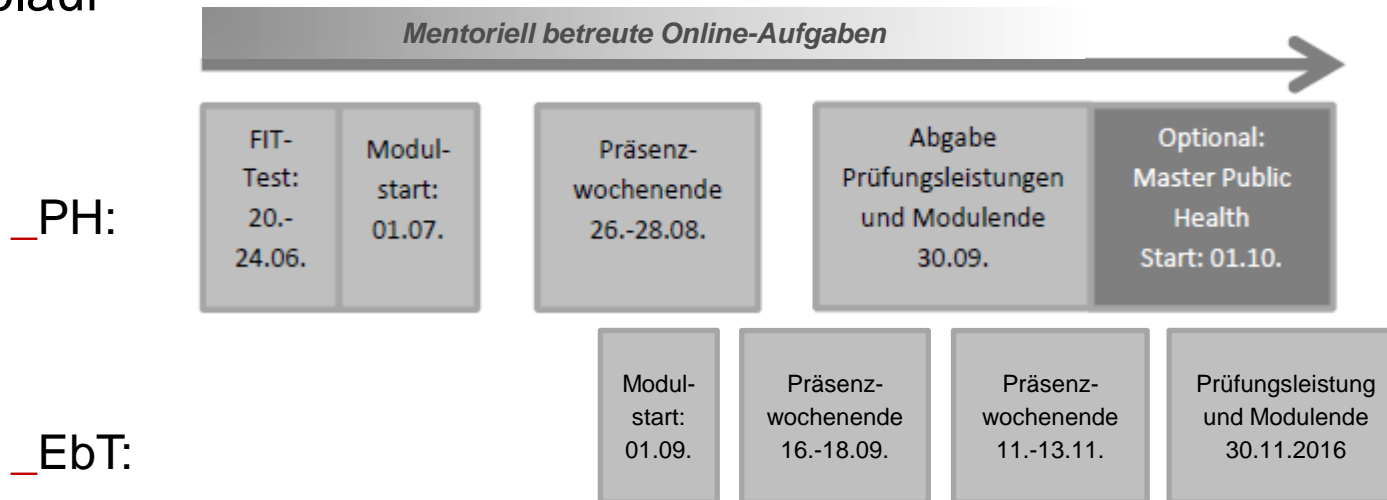 Mentoriell betreute Online-Aufgaben
_PH:
FIT-
Test:
20.-
24.06.
Modul-
start:
01.07.
Präsenz-
wochenende
26.-28.08.
Abgabe
Prüfungsleistungen
und Modulende
30.09.
Optional:
Master Public
Health
Start: 01.10.
_EbT:
Modul-
start:
01.09.
Präsenz-
wochenende
16.-18.09.
Präsenz-
wochenende
11.-13.11.
Prüfungsleistung
und Modulende
30.11.2016